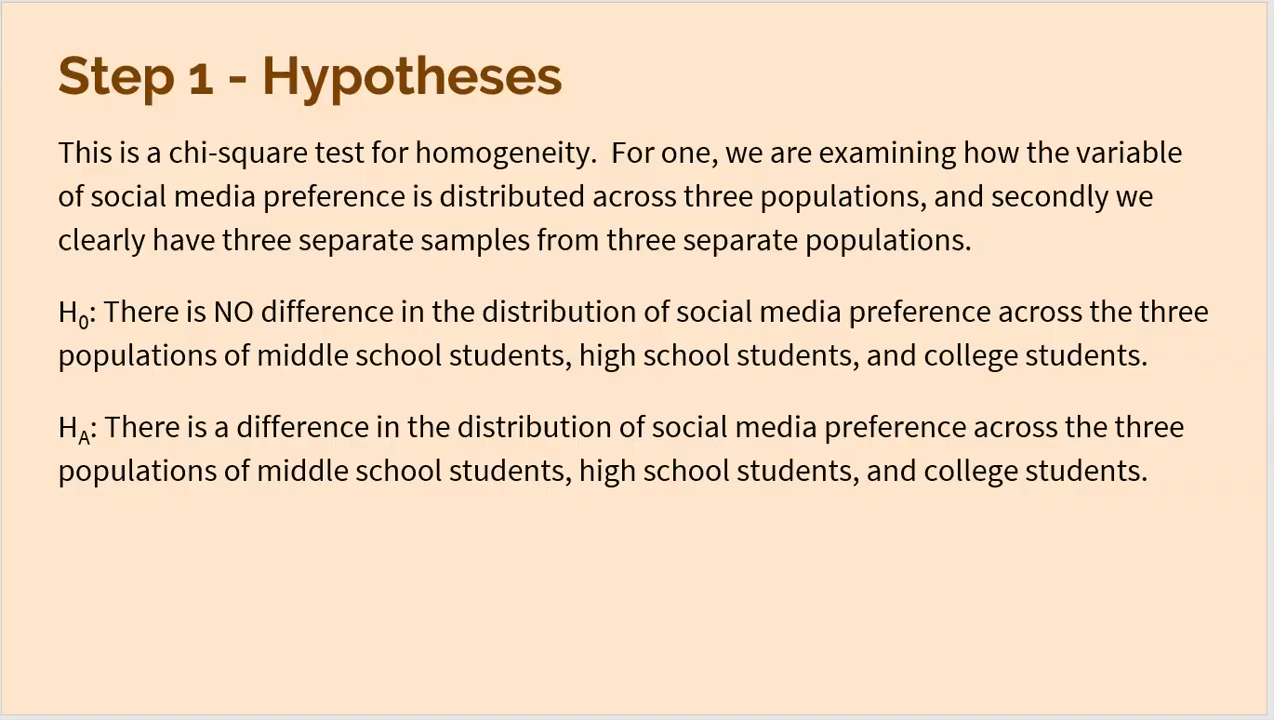 Step 1 - Hypotheses
This is a chi-square test for homogeneity.  For one, we are examining how the variable
of social media preference is distributed across three populations, and secondly we
clearly have three separate samples from three separate populations.
H₀: There is NO difference in the distribution of social media preference across the three
populations of middle school students, high school students, and college students.
Hₐ: There is a difference in the distribution of social media preference across the three
populations of middle school students, high school students, and college students.